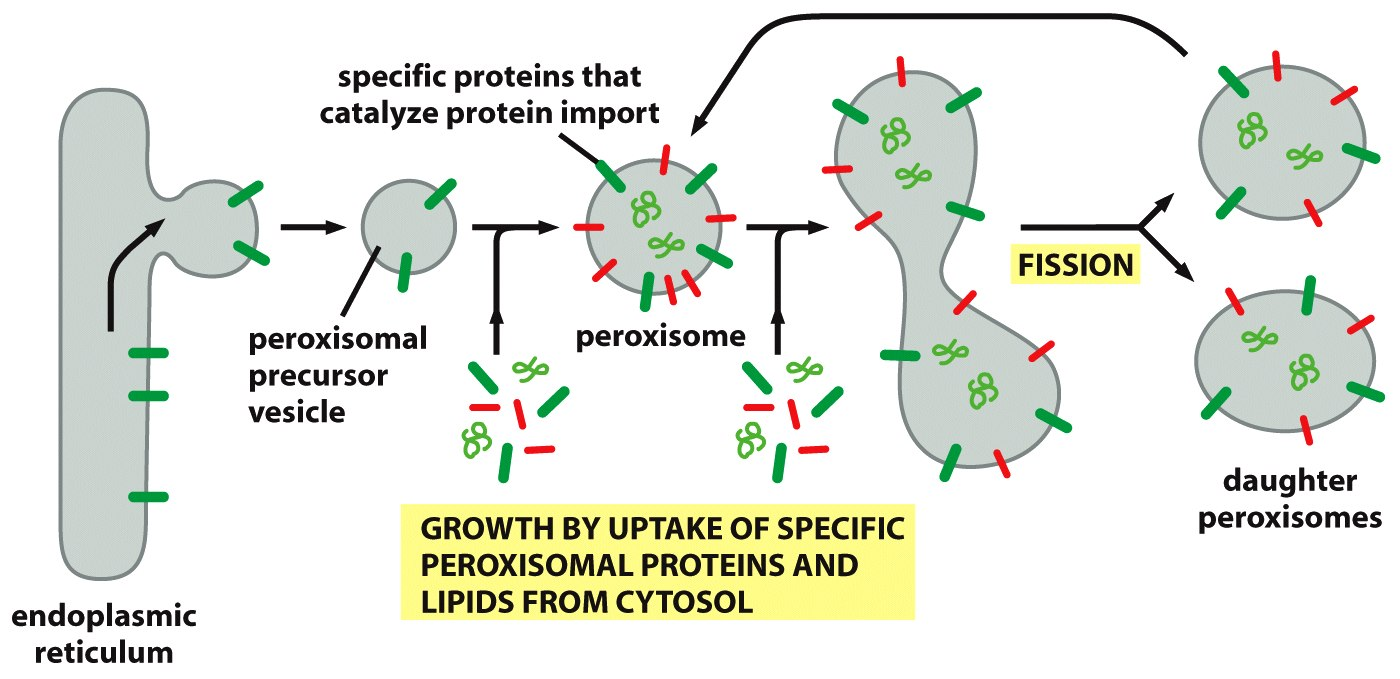 specific proteins that
catalyze protein import
peroxisomal
precursor
vesicle
peroxisome
FISSION
GROWTH BY UPTAKE OF SPECIFIC
PEROXISOMAL PROTEINS AND
LIPIDS FROM CYTOSOL
daughter
peroxisomes
endoplasmic
reticulum